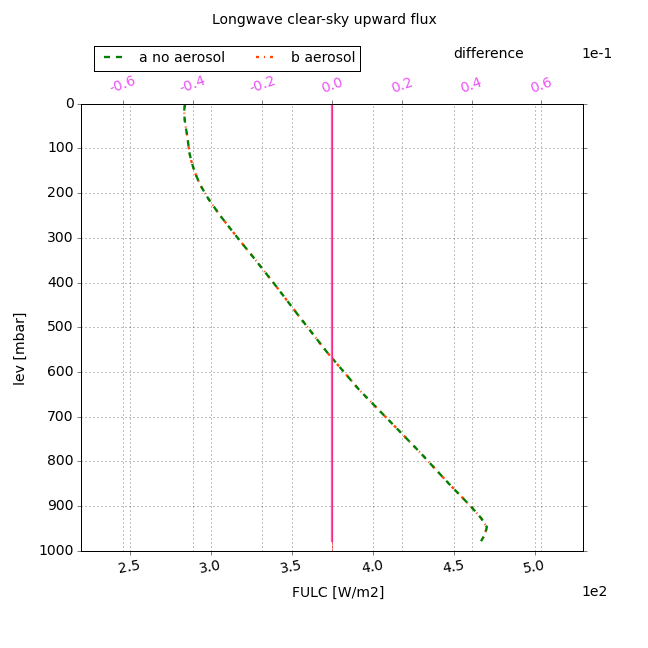 Longwave clear-sky upward flux
a no aerosol b aerosol difference 1e-1
-0.6 -0.4 -0.2 0.0 0.2 0.4 0.6
0
100
200
300
400
500
600
700
800
900
1000
lev [mbar]
2.5 3.0 3.5 4.0 4.5 5.0
FULC [W/m2] 1e2